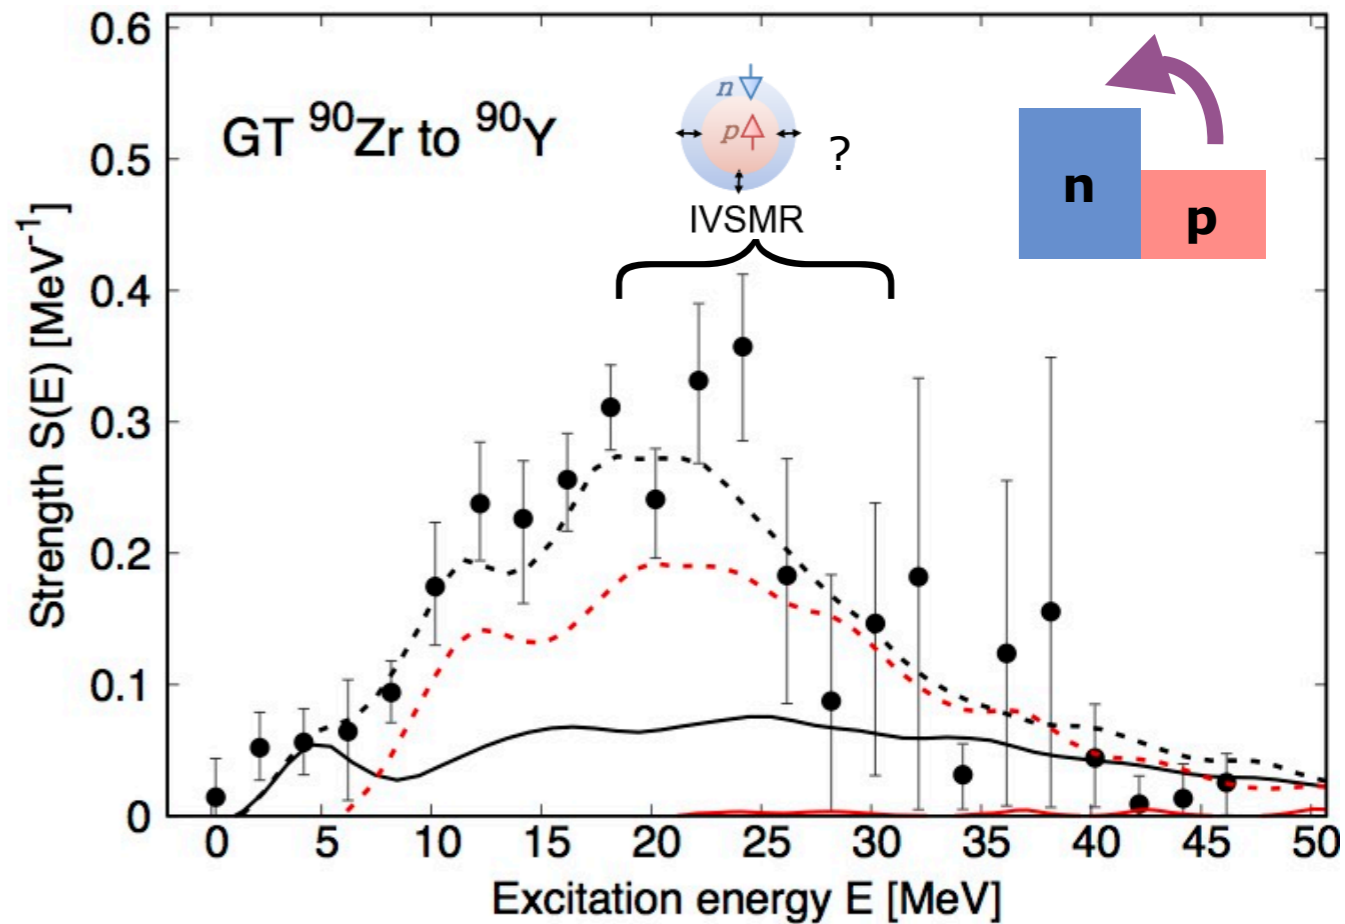 GT ⁹⁰Zr to ⁹⁰Y
n
p
?
IVSMR
n
p
Strength S(E) [MeV⁻¹]
0.6
0.5
0.4
0.3
0.2
0.1
0
0 5 10 15 20 25 30 35 40 45 50
Excitation energy E [MeV]